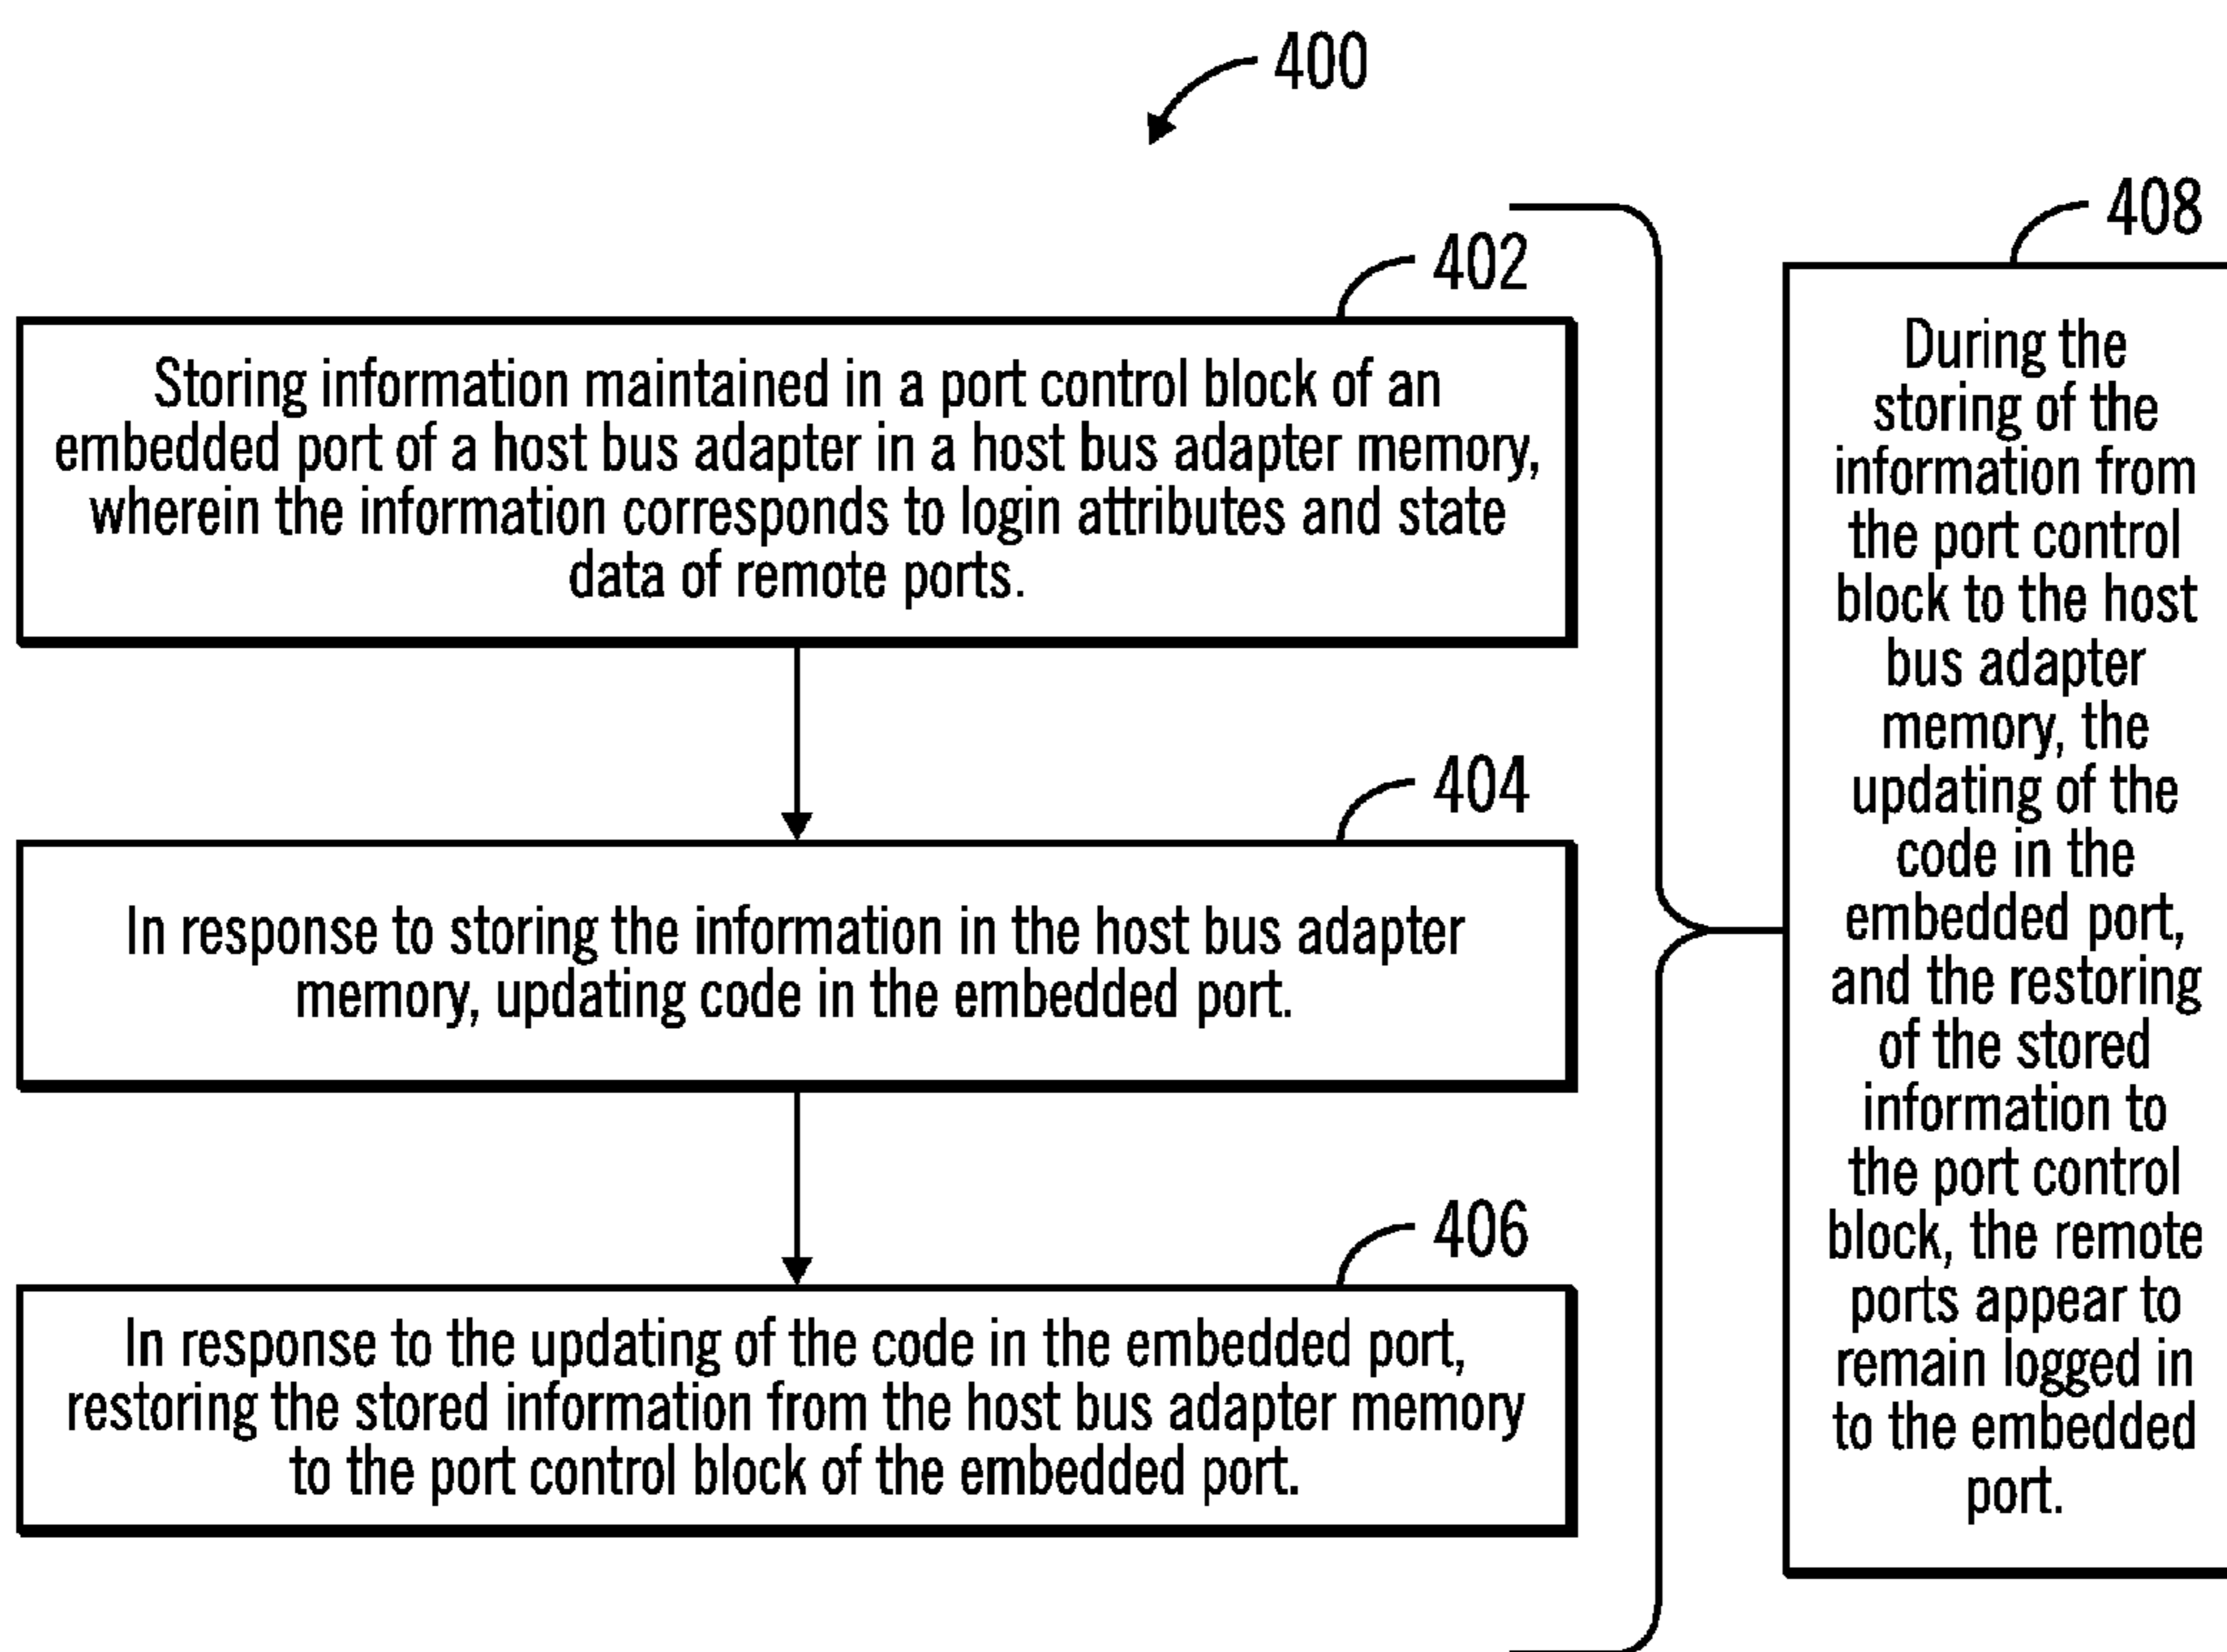 400
402
Storing information maintained in a port control block of an
embedded port of a host bus adapter in a host bus adapter memory,
wherein the information corresponds to login attributes and state
data of remote ports.
404
In response to storing the information in the host bus adapter
memory, updating code in the embedded port.
406
In response to the updating of the code in the embedded port,
restoring the stored information from the host bus adapter memory
to the port control block of the embedded port.
408
During the
storing of the
information from
the port control
block to the host
bus adapter
memory, the
updating of the
code in the
embedded port,
and the restoring
of the stored
information to
the port control
block, the remote
ports appear to
remain logged in
to the embedded
port.